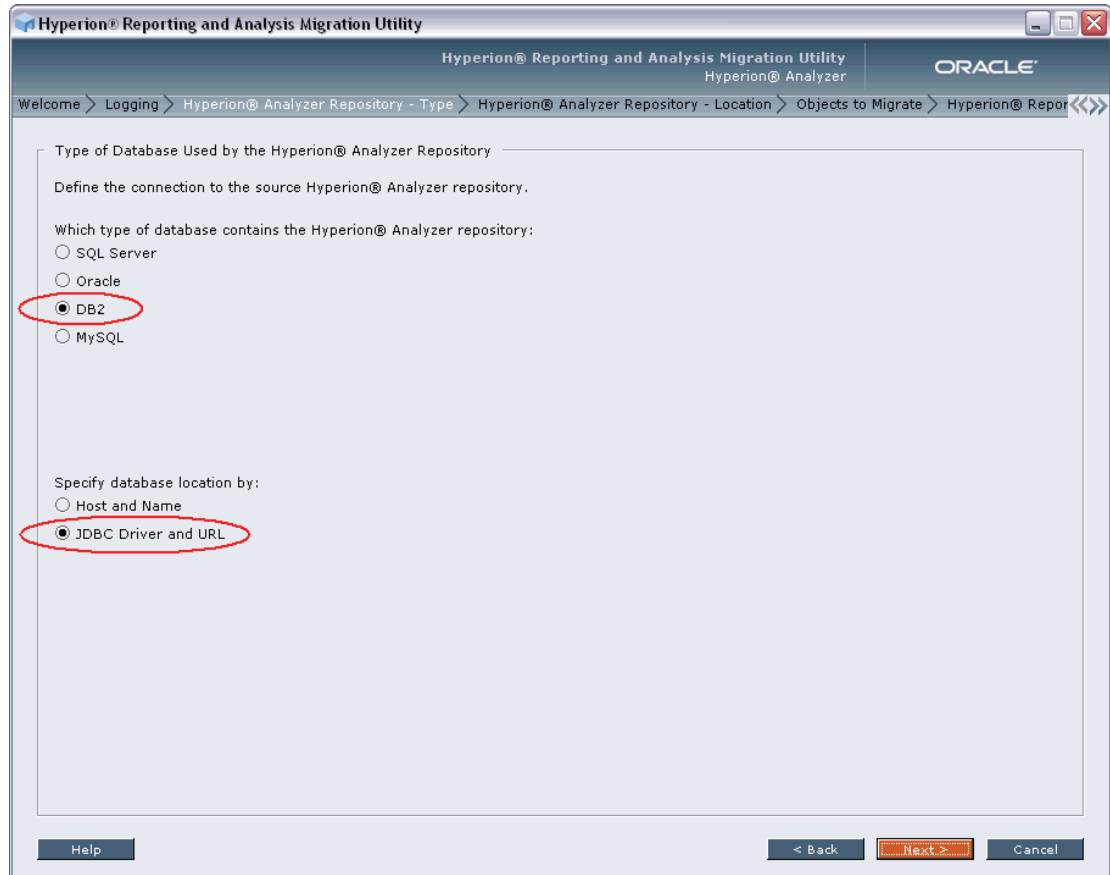 Hyperion® Reporting and Analysis Migration Utility
Hyperion® Reporting and Analysis Migration Utility
Hyperion® Analyzer
ORACLE®
Welcome > Logging > Hyperion® Analyzer Repository - Type > Hyperion® Analyzer Repository - Location > Objects to Migrate > Hyperion® Repor
Type of Database Used by the Hyperion® Analyzer Repository
Define the connection to the source Hyperion® Analyzer repository.
Which type of database contains the Hyperion® Analyzer repository:
SQL Server
Oracle
DB2
MySQL
Specify database location by:
Host and Name
JDBC Driver and URL
Help < Back Next > Cancel